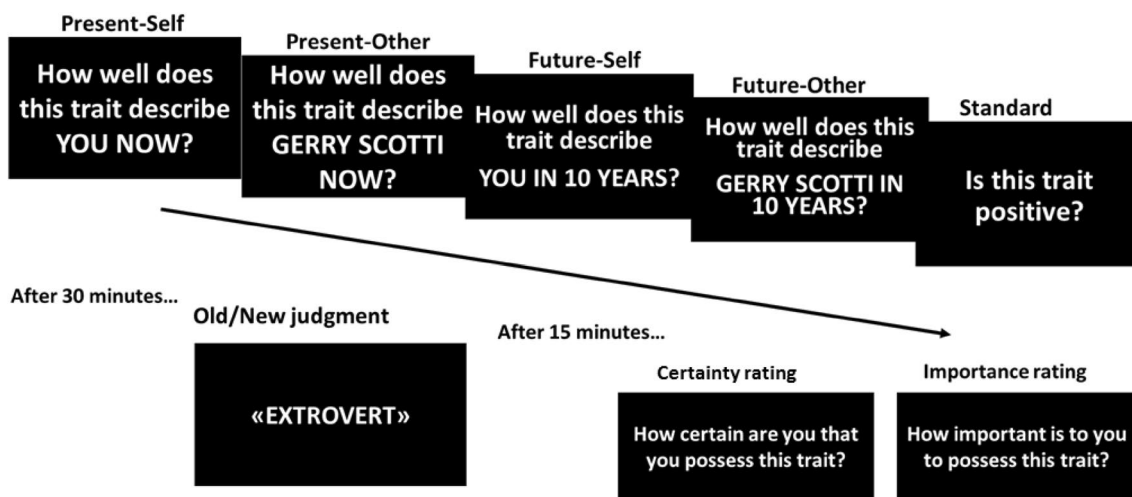 Present-Self
How well does
this trait describe
YOU NOW?
Present-Other
How well does
this trait describe
GERRY SCOTTI
NOW?
Future-Self
How well does this
trait describe
YOU IN 10 YEARS?
Future-Other
How well does this
trait describe
GERRY SCOTTI IN
10 YEARS?
Standard
Is this trait
positive?
After 30 minutes...
Old/New judgment
«EXTROVERT»
After 15 minutes...
Certainty rating
How certain are you that
you possess this trait?
Importance rating
How important is to you
to possess this trait?